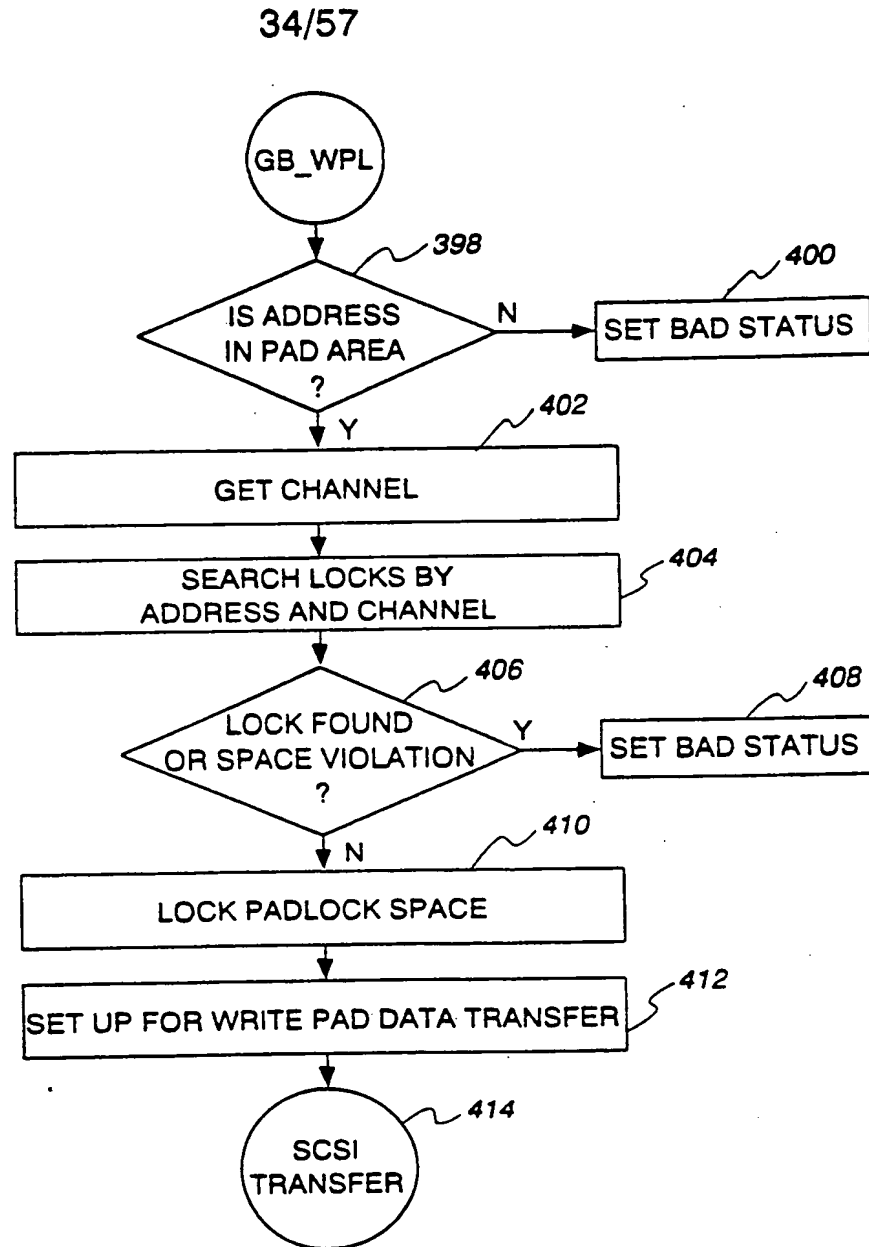 34/57
GB_WPL
398
IS ADDRESS
IN PAD AREA
?
N
400
SET BAD STATUS
Y
402
GET CHANNEL
SEARCH LOCKS BY
ADDRESS AND CHANNEL
404
406
LOCK FOUND
OR SPACE VIOLATION
?
Y
408
SET BAD STATUS
N
410
LOCK PADLOCK SPACE
SET UP FOR WRITE PAD DATA TRANSFER
412
SCSI
TRANSFER
414